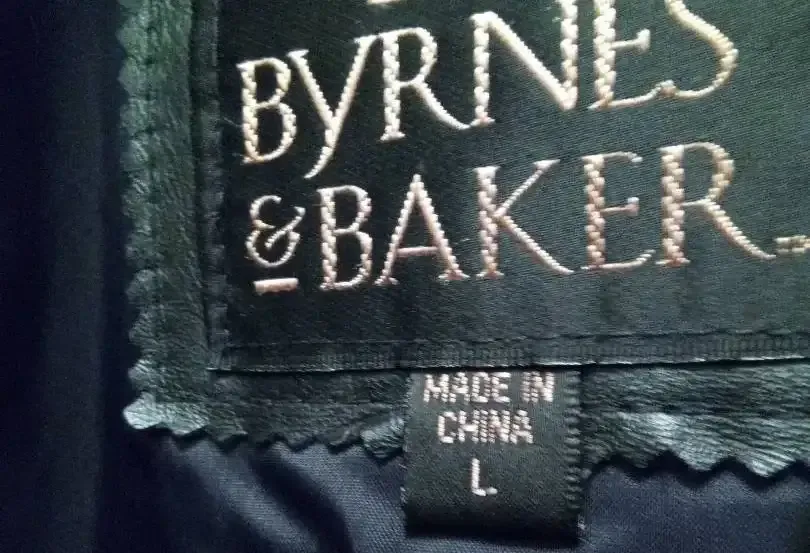 BYRNES
& BAKER
MADE IN
CHINA
L